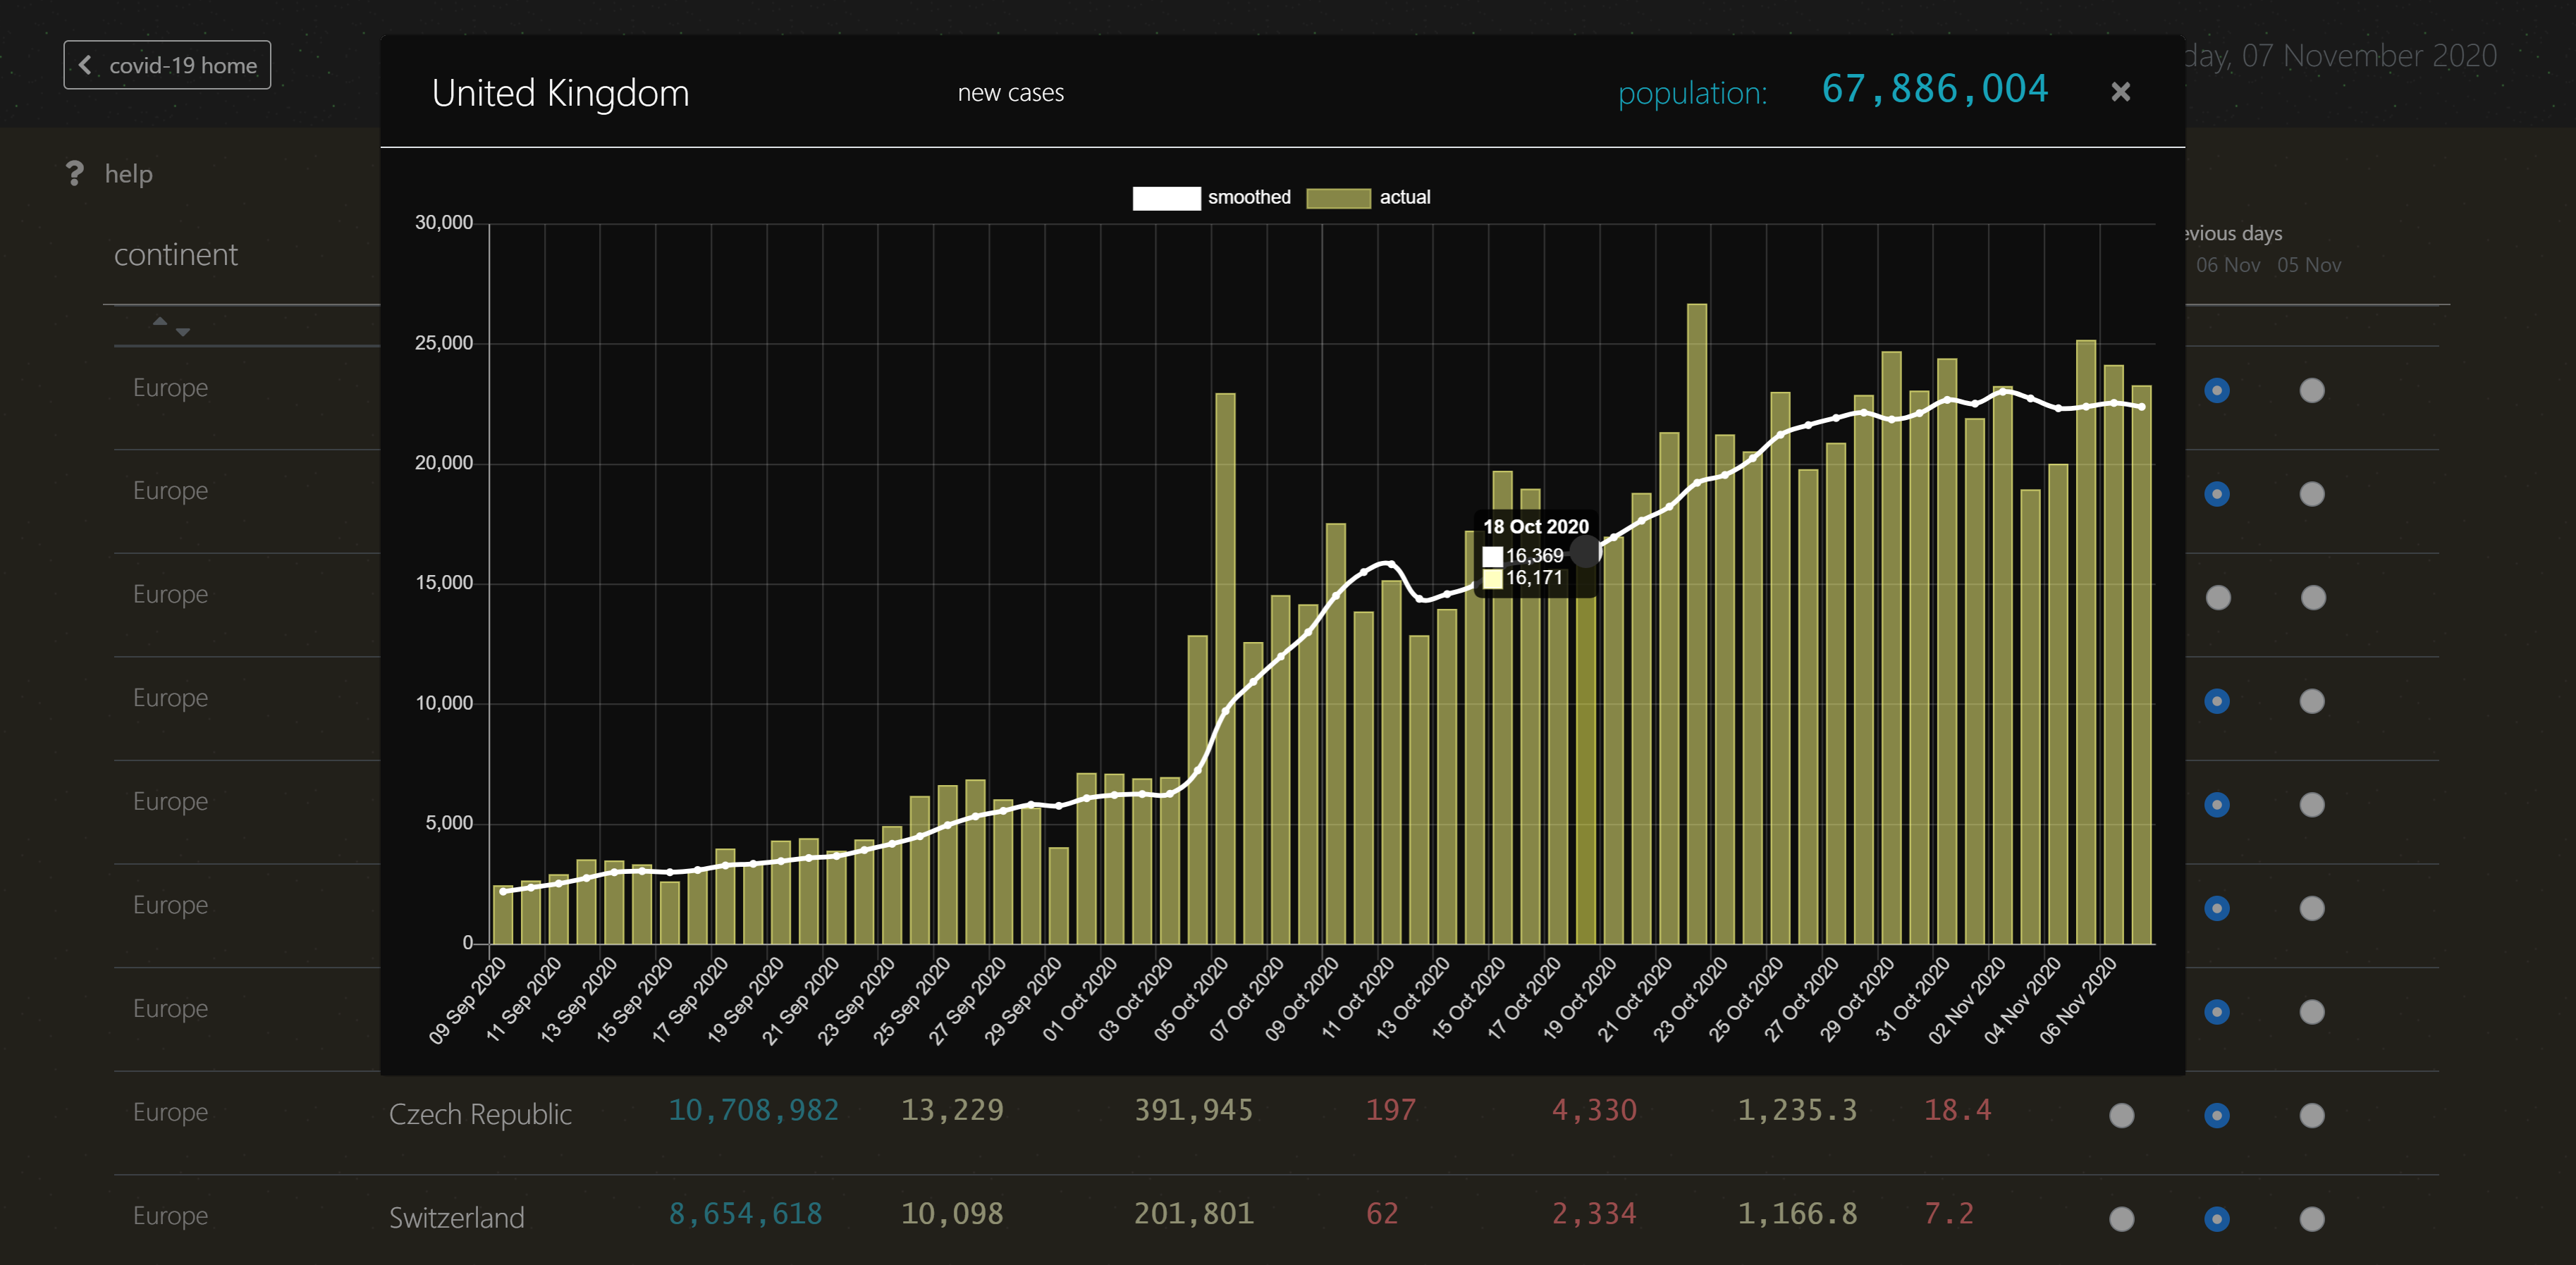 covid-19 home
United Kingdom
new cases
population: 67,886,004
day, 07 November 2020
? help
continent
evious days
06 Nov 05 Nov
smoothed actual
30,000
25,000
20,000
15,000
10,000
5,000
0
18 Oct 2020
16,369
16,171
09 Sep 2020
11 Sep 2020
13 Sep 2020
15 Sep 2020
17 Sep 2020
19 Sep 2020
21 Sep 2020
23 Sep 2020
25 Sep 2020
27 Sep 2020
29 Sep 2020
01 Oct 2020
03 Oct 2020
05 Oct 2020
07 Oct 2020
09 Oct 2020
11 Oct 2020
13 Oct 2020
15 Oct 2020
17 Oct 2020
19 Oct 2020
21 Oct 2020
23 Oct 2020
25 Oct 2020
27 Oct 2020
29 Oct 2020
31 Oct 2020
02 Nov 2020
04 Nov 2020
06 Nov 2020
Europe
Europe
Europe
Europe
Europe
Europe
Europe
Europe Czech Republic 10,708,982 13,229 391,945 197 4,330 1,235.3 18.4
Europe Switzerland 8,654,618 10,098 201,801 62 2,334 1,166.8 7.2